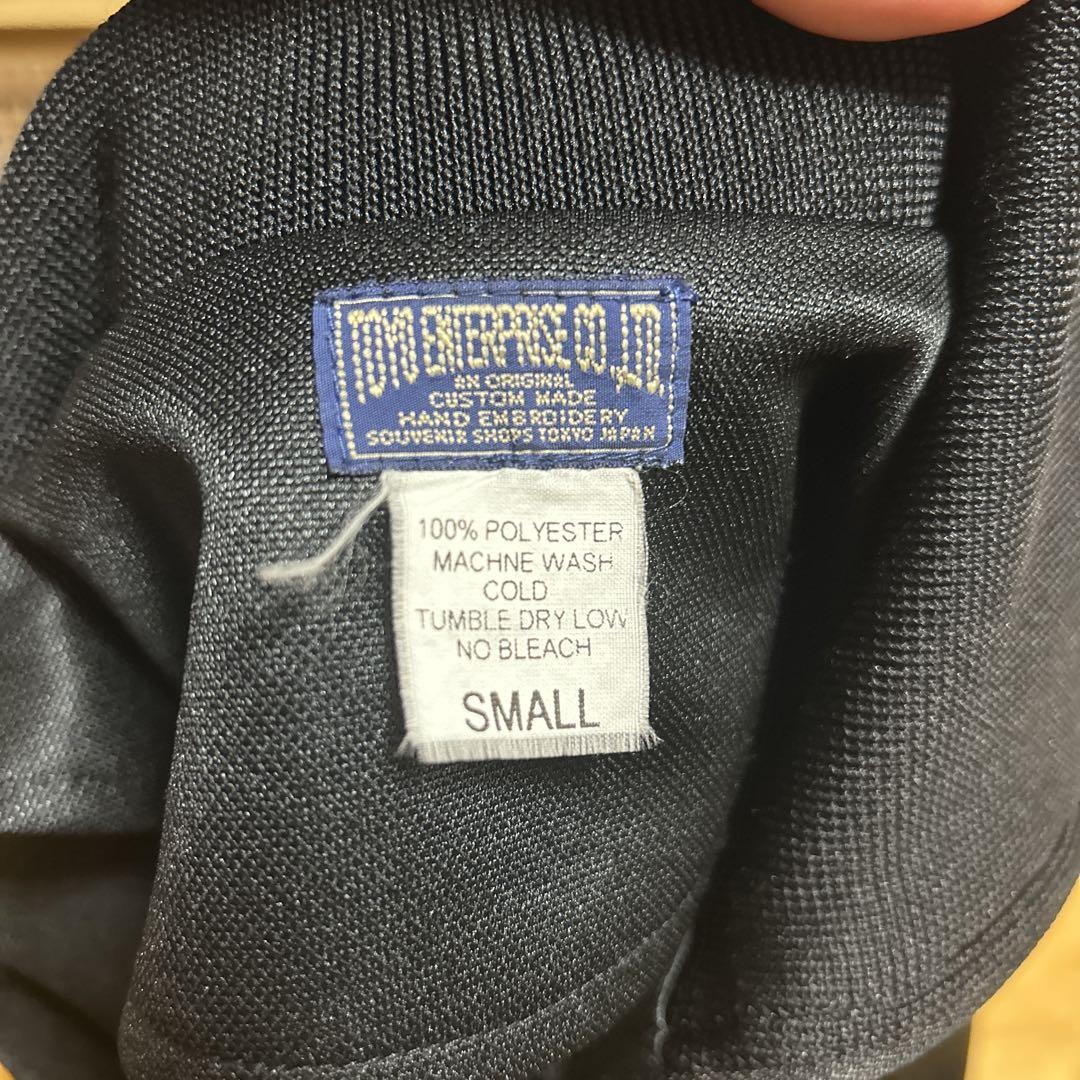 TOYO ENTERPRISE CO.,LTD.
AN ORIGINAL
CUSTOM MADE
HAND EMBROIDERY
SOUVENIR SHOPS TOKYO JAPAN
100% POLYESTER
MACHNE WASH
COLD
TUMBLE DRY LOW
NO BLEACH
SMALL